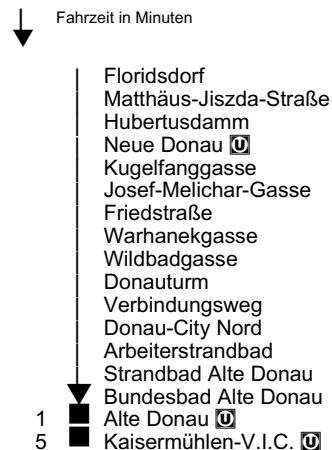 Fahrzeit in Minuten
Floridsdorf
Matthäus-Jiszda-Straße
Hubertusdamm
Neue Donau U
Kugelfanggasse
Josef-Melichar-Gasse
Friedstraße
Warhanekgasse
Wildbadgasse
Donauturm
Verbindungsweg
Donau-City Nord
Arbeiterstrandbad
Strandbad Alte Donau
Bundesbad Alte Donau
1 Alte Donau U
5 Kaisermühlen-V.I.C. U